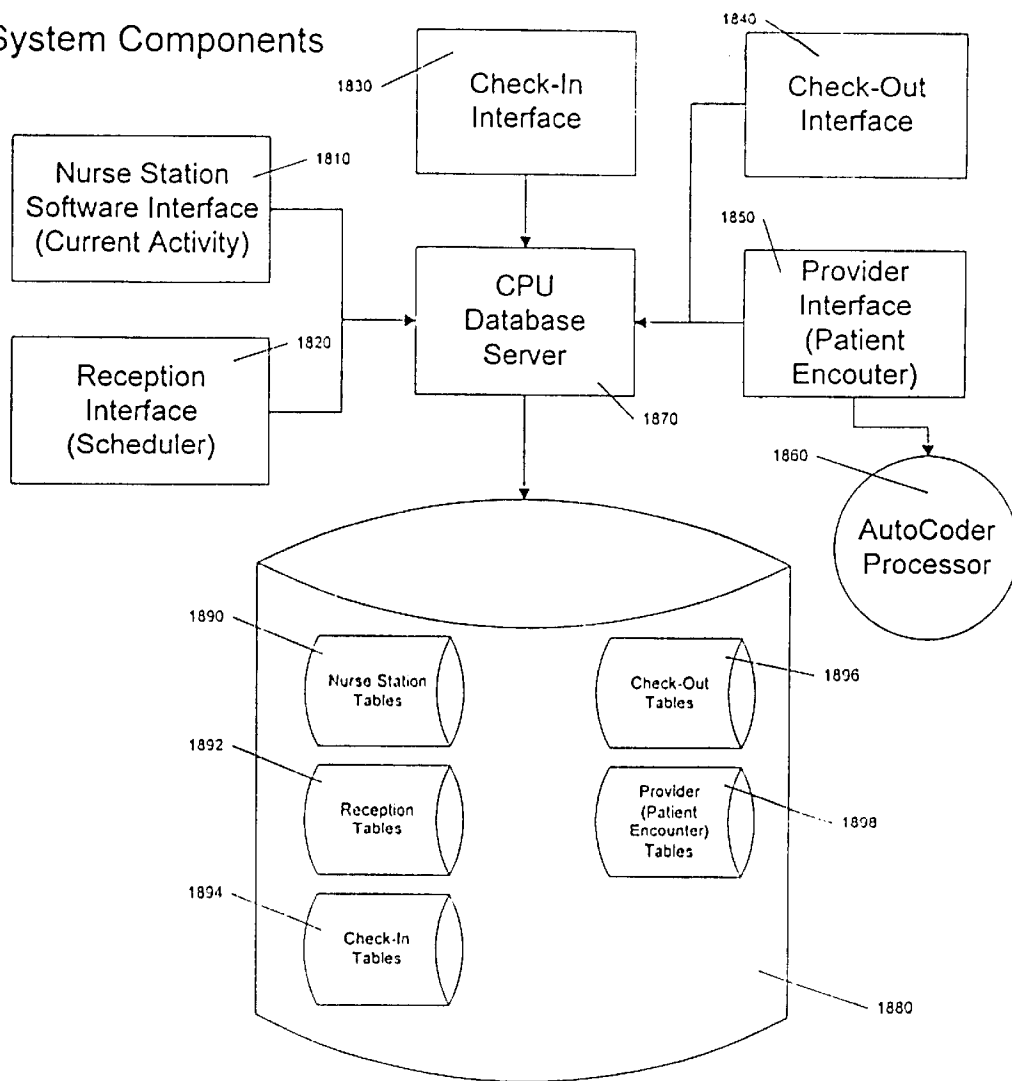 System Components
1840
1830
Check-In
Interface
Check-Out
Interface
1810
Nurse Station
Software Interface
(Current Activity)
1850
Provider
Interface
(Patient
Encouter)
CPU
Database
Server
1820
Reception
Interface
(Scheduler)
1870
1860
AutoCoder
Processor
1890
Nurse Station
Tables
Check-Out
Tables
1896
1892
Reception
Tables
Provider
(Patient
Encounter)
Tables
1898
1894
Check-In
Tables
1880